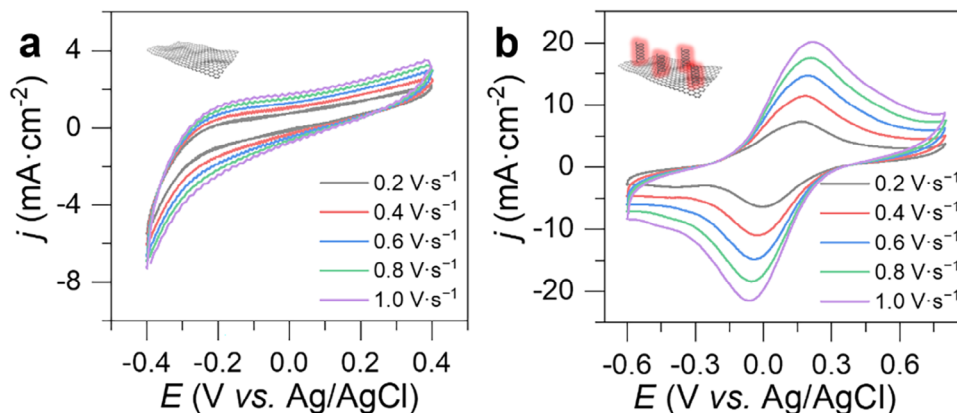 a
4
0
-4
-8
j (mA·cm⁻²)
0.2 V·s⁻¹
0.4 V·s⁻¹
0.6 V·s⁻¹
0.8 V·s⁻¹
1.0 V·s⁻¹
-0.4 -0.2 0.0 0.2 0.4
E (V vs. Ag/AgCl)
b
20
10
0
-10
-20
j (mA·cm⁻²)
0.2 V·s⁻¹
0.4 V·s⁻¹
0.6 V·s⁻¹
0.8 V·s⁻¹
1.0 V·s⁻¹
-0.6 -0.3 0.0 0.3 0.6
E (V vs. Ag/AgCl)